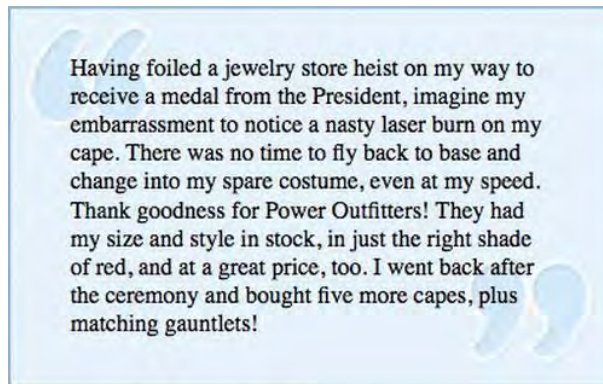 Having foiled a jewelry store heist on my way to
receive a medal from the President, imagine my
embarrassment to notice a nasty laser burn on my
cape. There was no time to fly back to base and
change into my spare costume, even at my speed.
Thank goodness for Power Outfitters! They had
my size and style in stock, in just the right shade
of red, and at a great price, too. I went back after
the ceremony and bought five more capes, plus
matching gauntlets!